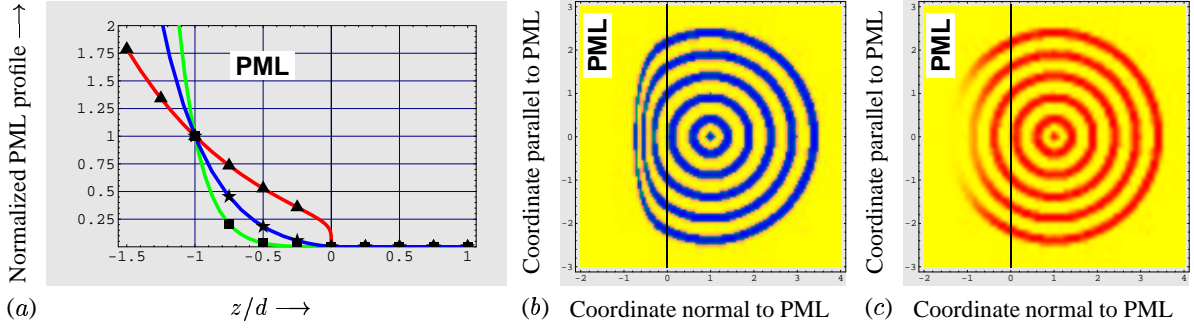 Normalized PML profile →
2
1.75
1.5
1.25
1
0.75
0.5
0.25
-1.5 -1 -0.5 0 0.5 1
PML
(a) z/d →
Coordinate parallel to PML
3
2
1
0
-1
-2
-3
-2 -1 0 1 2 3 4
PML
(b) Coordinate normal to PML
Coordinate parallel to PML
3
2
1
0
-1
-2
-3
-2 -1 0 1 2 3 4
PML
(c) Coordinate normal to PML